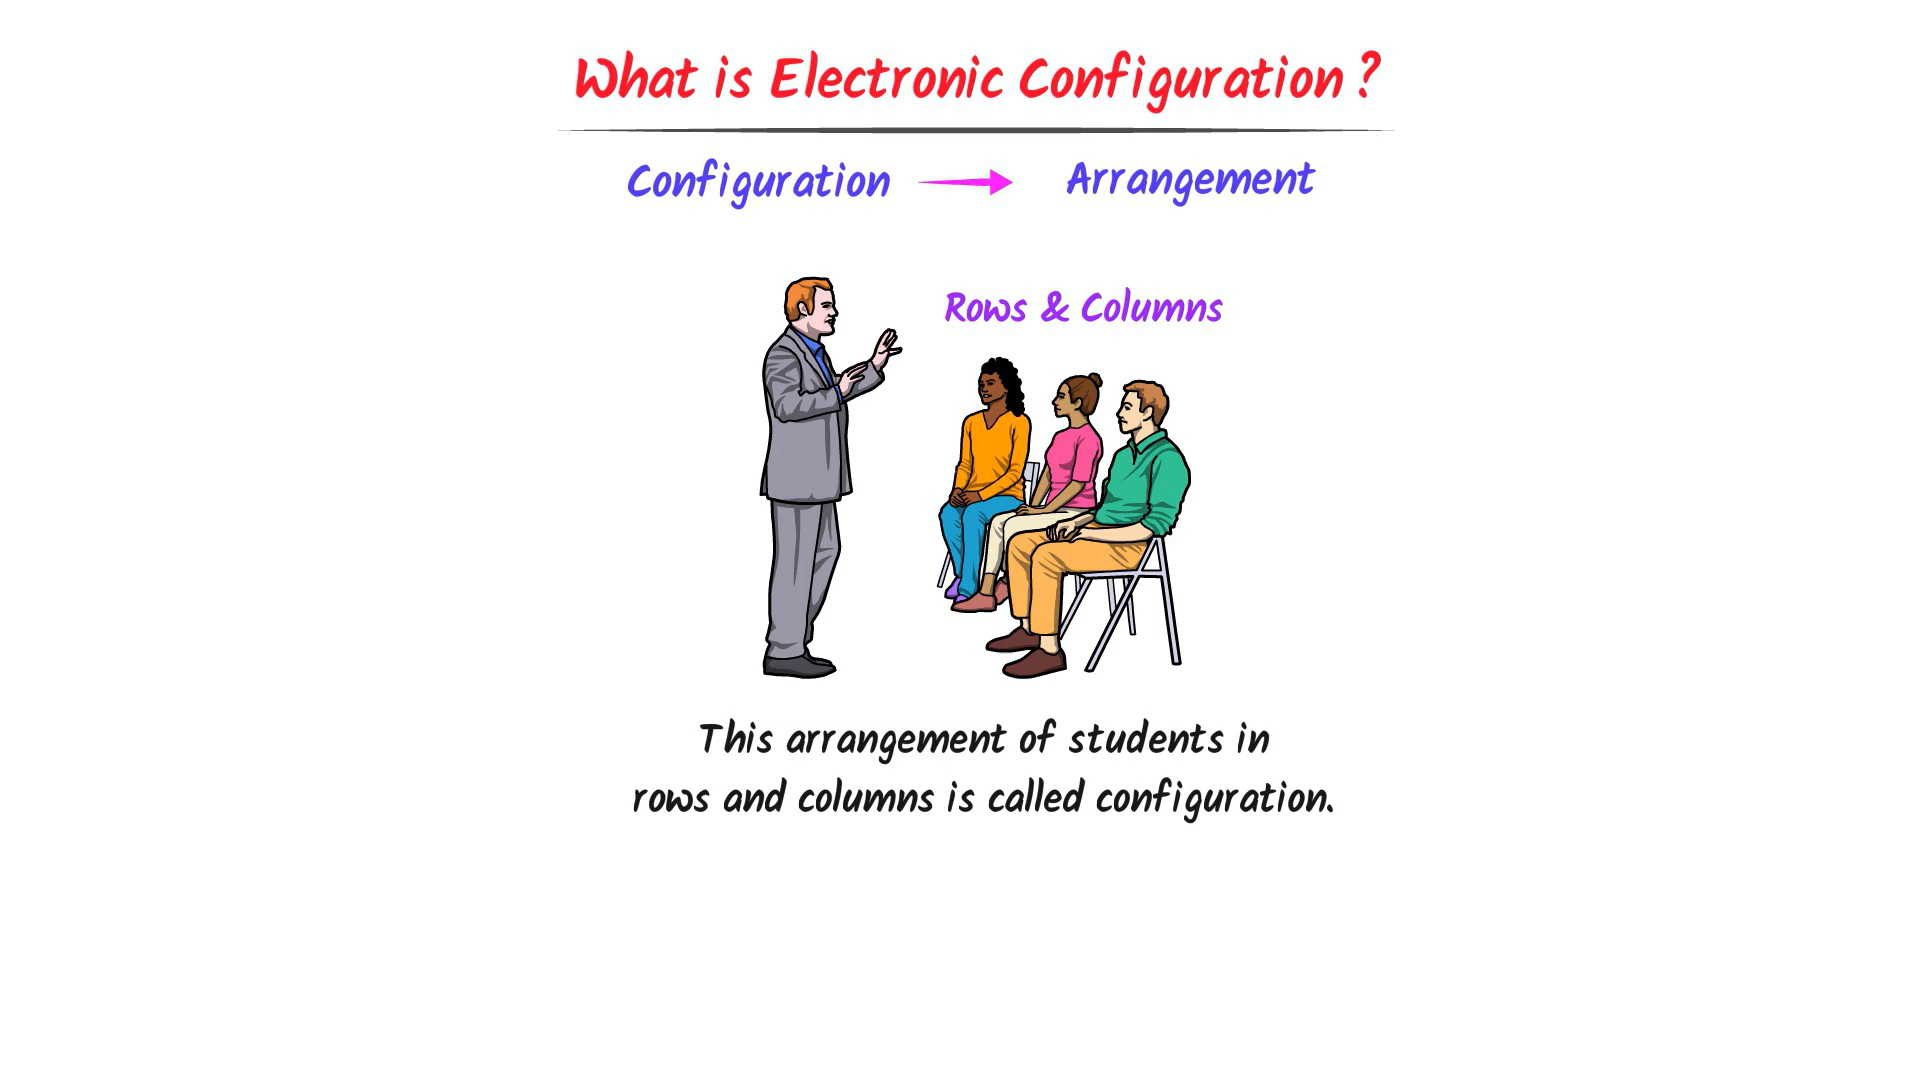 What is Electronic Configuration ?
Configuration → Arrangement
Rows & Columns
This arrangement of students in
rows and columns is called configuration.